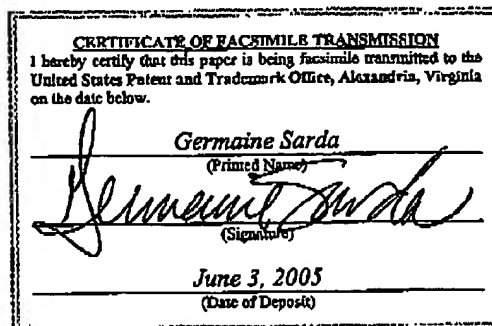 CERTIFICATE OF FACSIMILE TRANSMISSION
I hereby certify that this paper is being facsimile transmitted to the
United States Patent and Trademark Office, Alexandria, Virginia
on the date below.
Germaine Sarda
(Printed Name)
Germaine Sarda
(Signature)
June 3, 2005
(Date of Deposit)